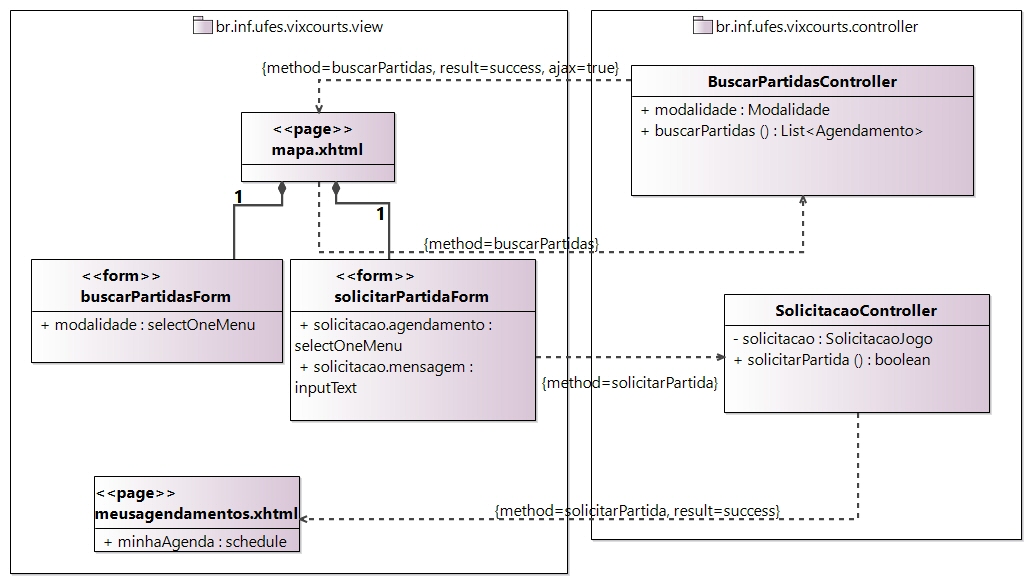 br.inf.ufes.vixcourts.view
br.inf.ufes.vixcourts.controller
{method=buscarPartidas, result=success, ajax=true}
BuscarPartidasController
+ modalidade : Modalidade
+ buscarPartidas () : List<Agendamento>
<<page>>
mapa.xhtml
1
1
{method=buscarPartidas}
<<form>>
buscarPartidasForm
+ modalidade : selectOneMenu
<<form>>
solicitarPartidaForm
+ solicitacao.agendamento :
selectOneMenu
+ solicitacao.mensagem :
inputText
SolicitacaoController
- solicitacao : SolicitacaoJogo
+ solicitarPartida () : boolean
{method=solicitarPartida}
<<page>>
meusagendamentos.xhtml
+ minhaAgenda : schedule
{method=solicitarPartida, result=success}